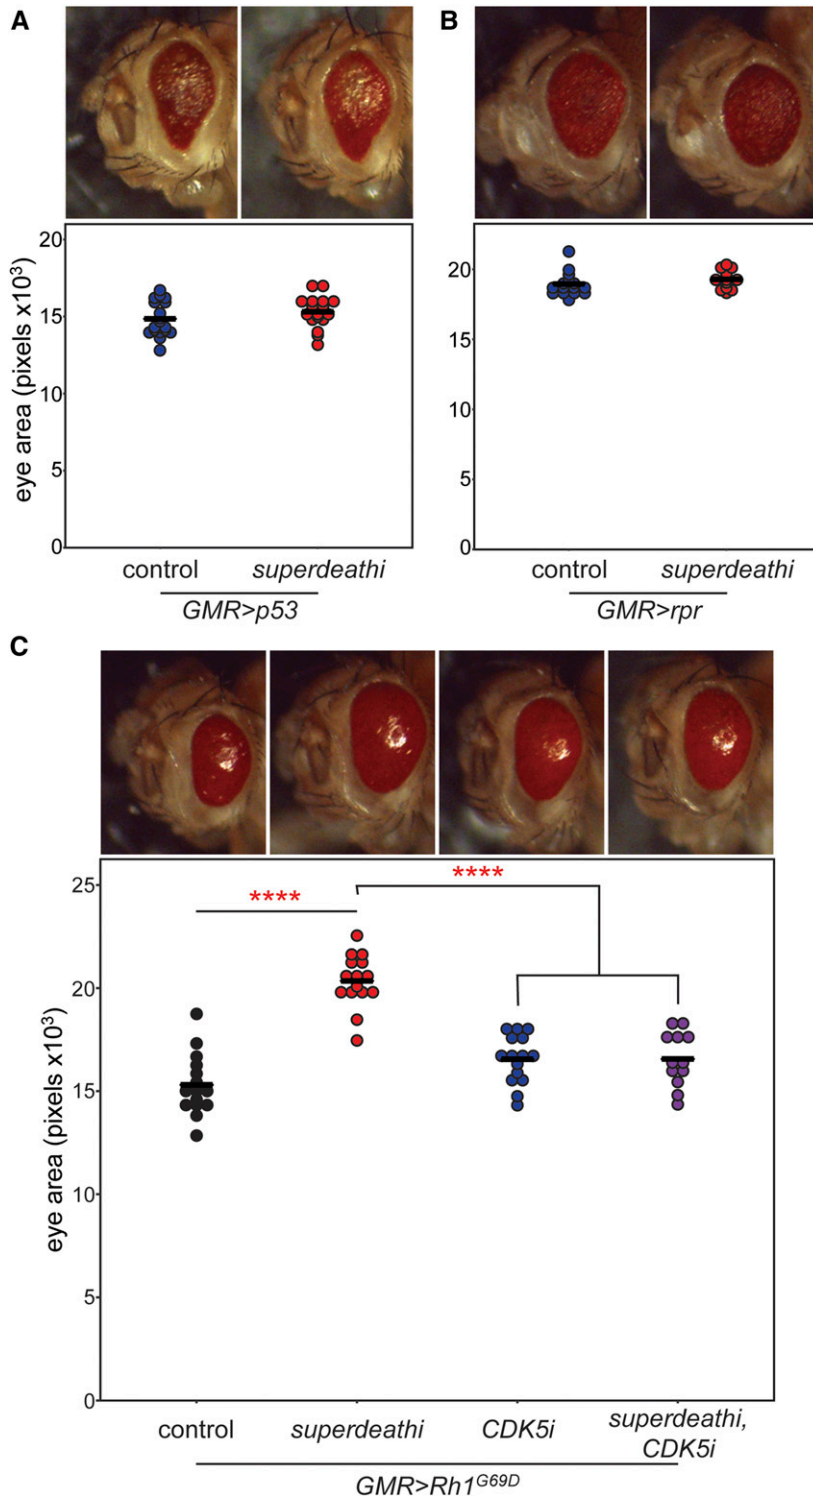 A
B
20
15
10
5
0
eye area (pixels x10³)
control
superdeathi
GMR>p53
20
15
10
5
0
control
superdeathi
GMR>rpr
C
****
****
25
20
15
10
5
0
eye area (pixels x10³)
control
superdeathi
CDK5i
superdeathi,
CDK5i
GMR>Rh1ᴳ⁶⁹ᴰ